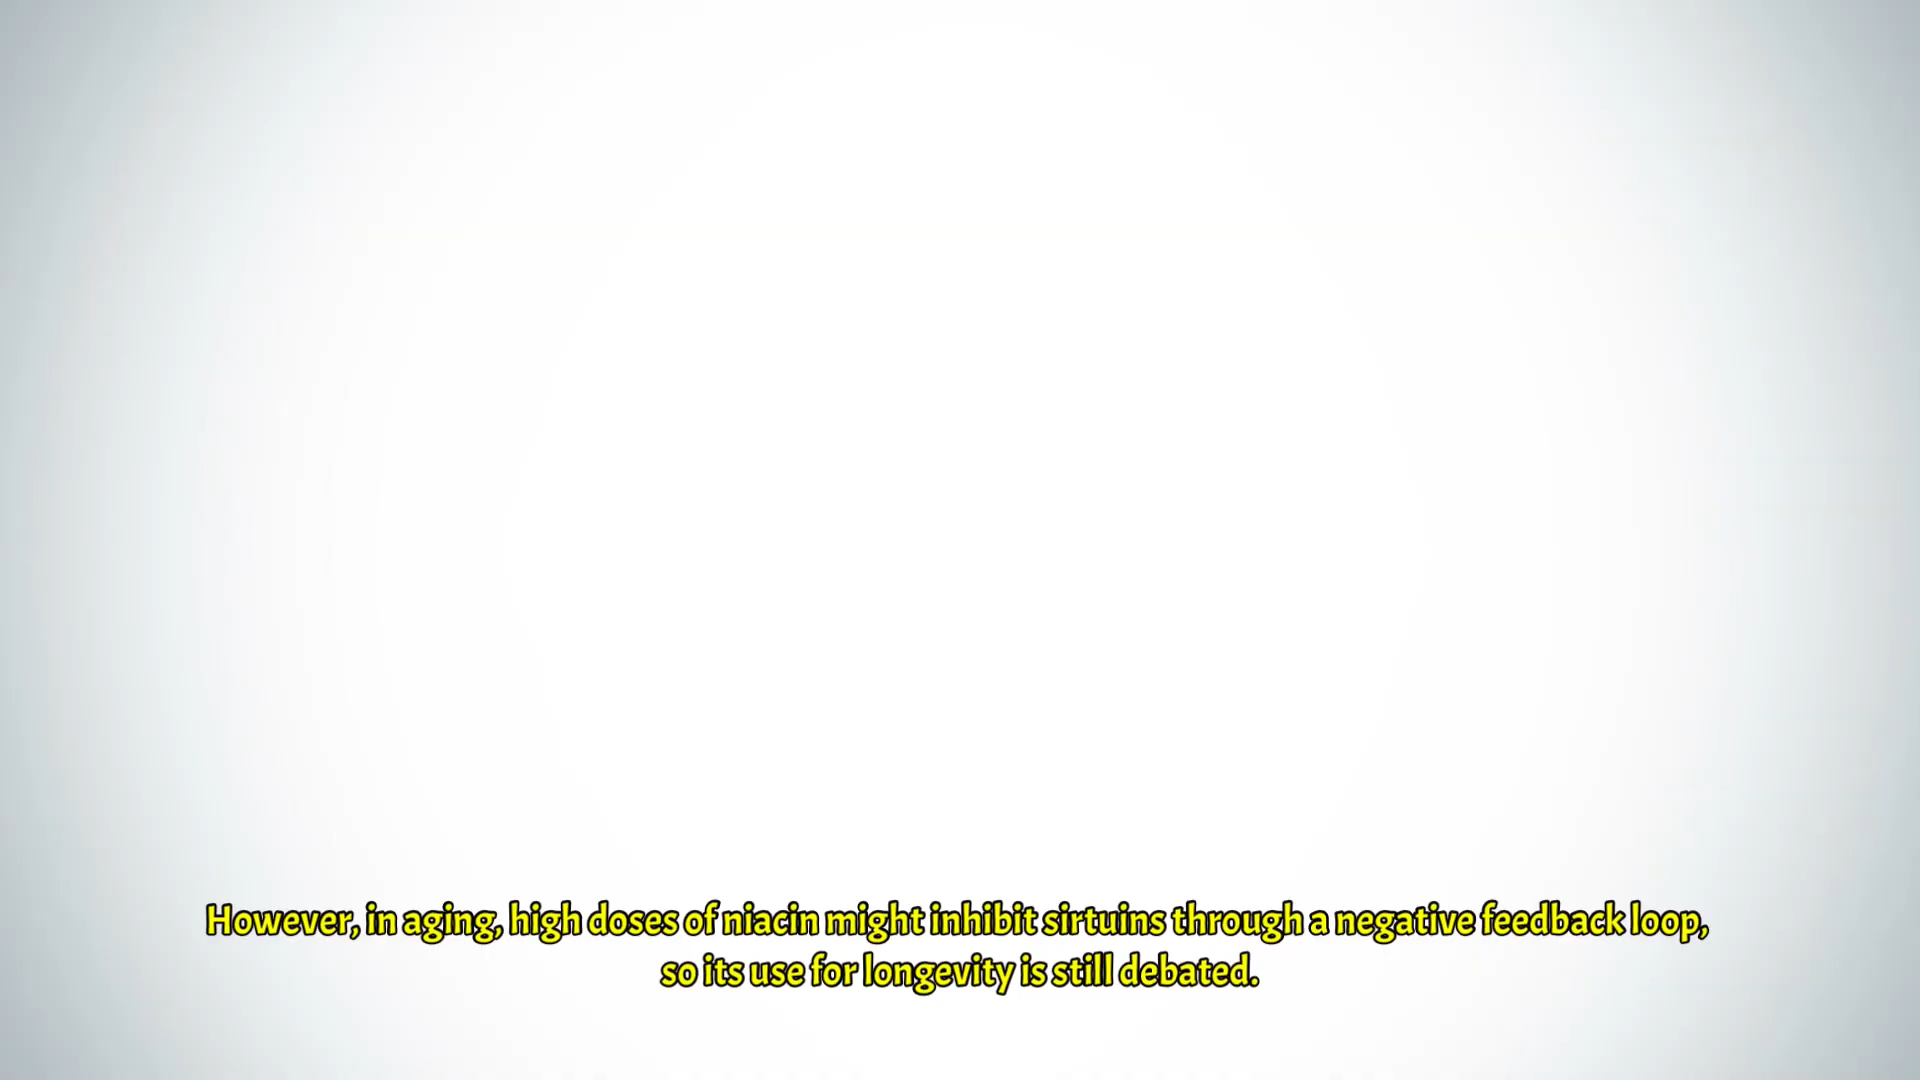 However, in aging, high doses of niacin might inhibit sirtuins through a negative feedback loop,
so its use for longevity is still debated.